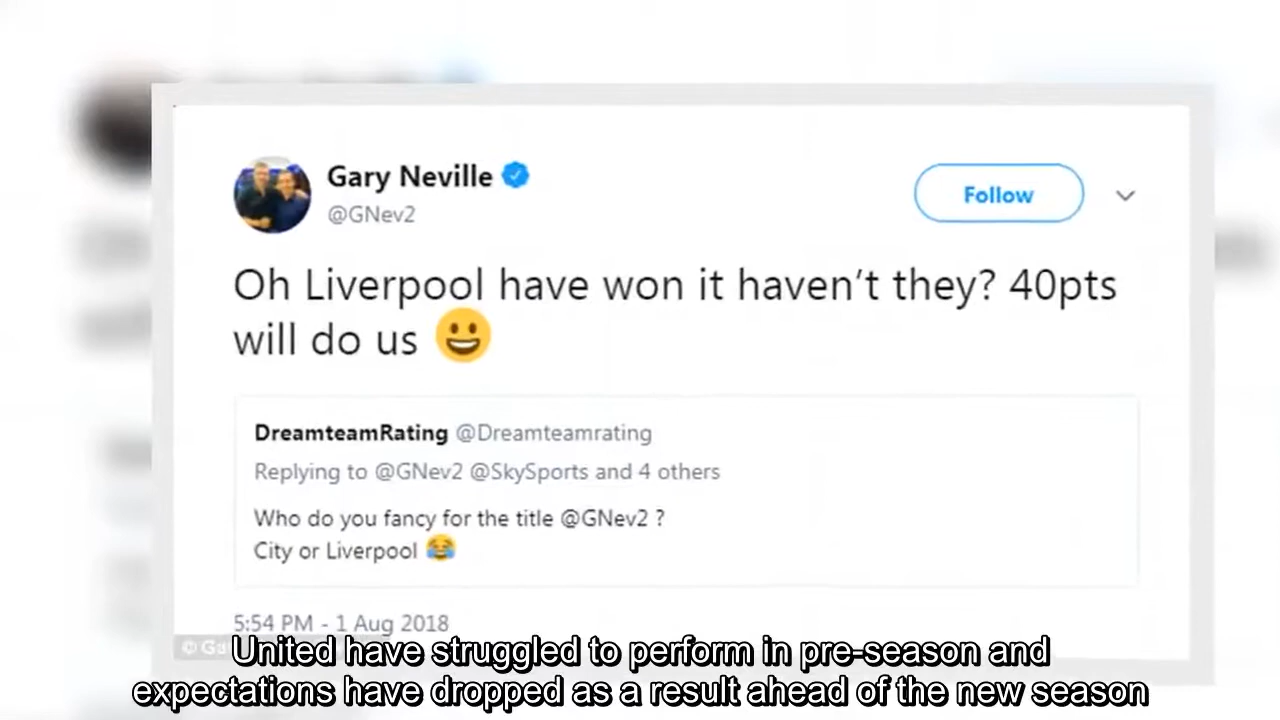 Gary Neville
@GNev2
Follow
Oh Liverpool have won it haven't they? 40pts
will do us 😀
DreamteamRating @Dreamteamrating
Replying to @GNev2 @SkySports and 4 others
Who do you fancy for the title @GNev2 ?
City or Liverpool 😂
5:54 PM - 1 Aug 2018
United have struggled to perform in pre-season and
expectations have dropped as a result ahead of the new season